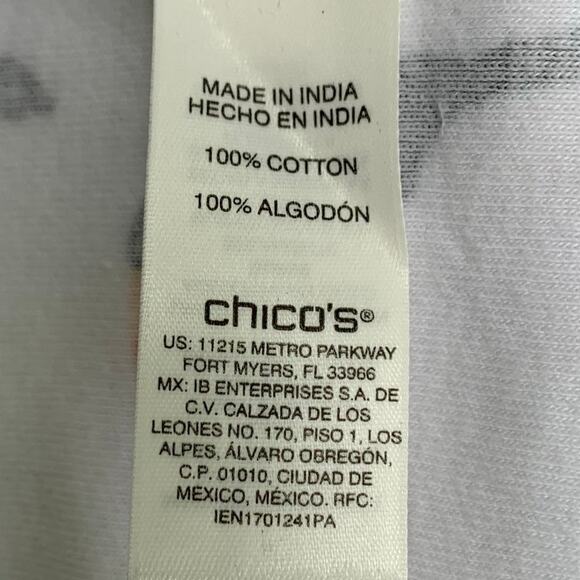 MADE IN INDIA
HECHO EN INDIA
100% COTTON
100% ALGODÓN
chico's®
US: 11215 METRO PARKWAY
FORT MYERS, FL 33966
MX: IB ENTERPRISES S.A. DE
C.V. CALZADA DE LOS
LEONES NO. 170, PISO 1, LOS
ALPES, ÁLVARO OBREGÓN,
C.P. 01010, CIUDAD DE
MEXICO, MÉXICO. RFC:
IEN1701241PA